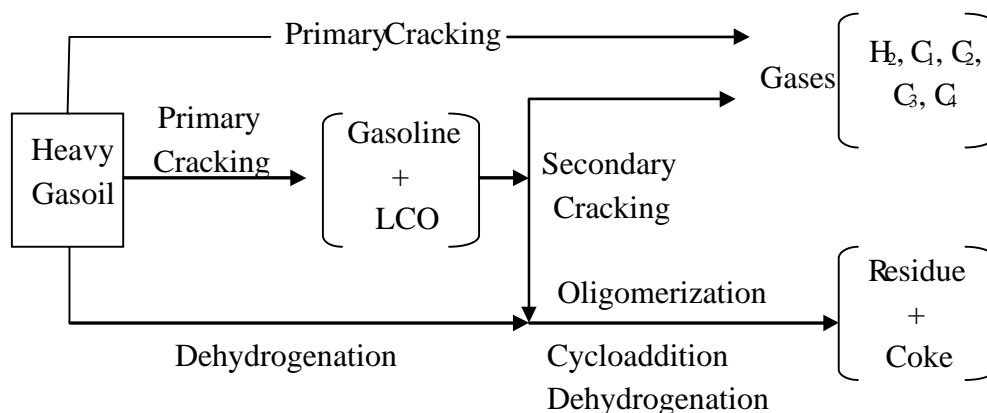 PrimaryCracking
H2, C1, C2,
C3, C4
Gases
Primary
Cracking
Heavy
Gasoil
Gasoline
+
LCO
Secondary
Cracking
Oligomerization
Residue
+
Coke
Dehydrogenation
Cycloaddition
Dehydrogenation